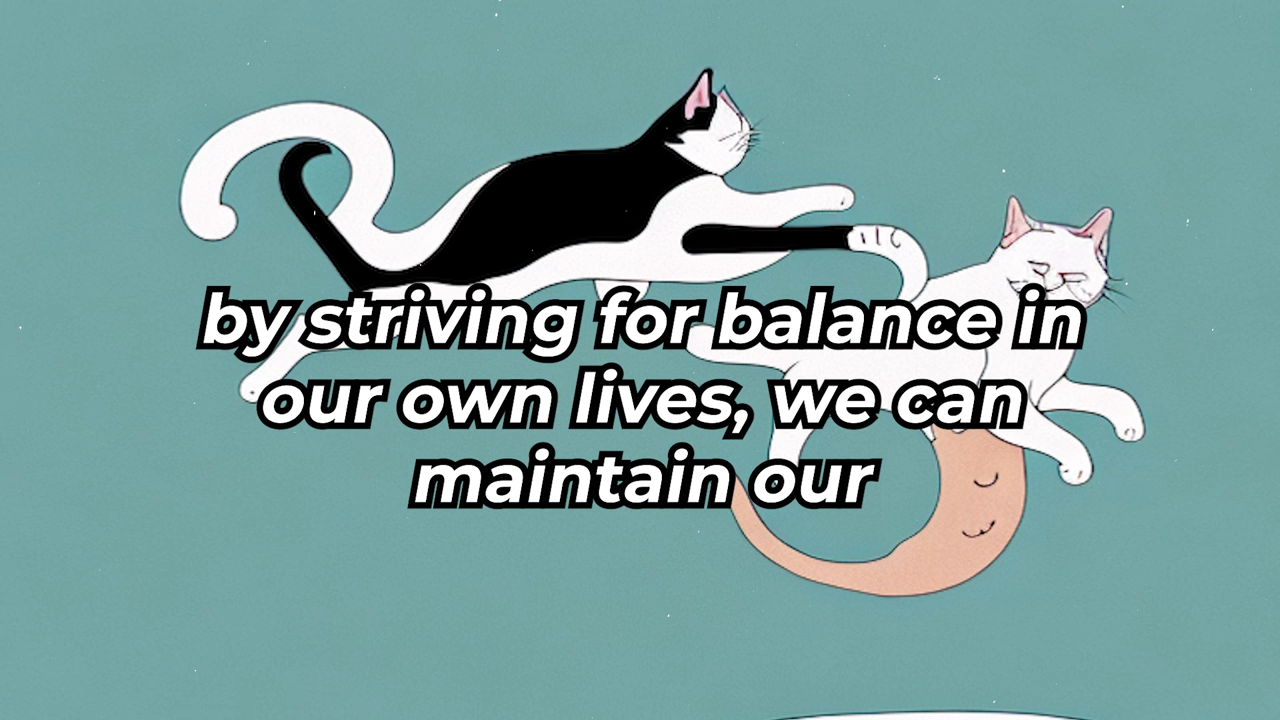 by striving for balance in
our own lives, we can
maintain our